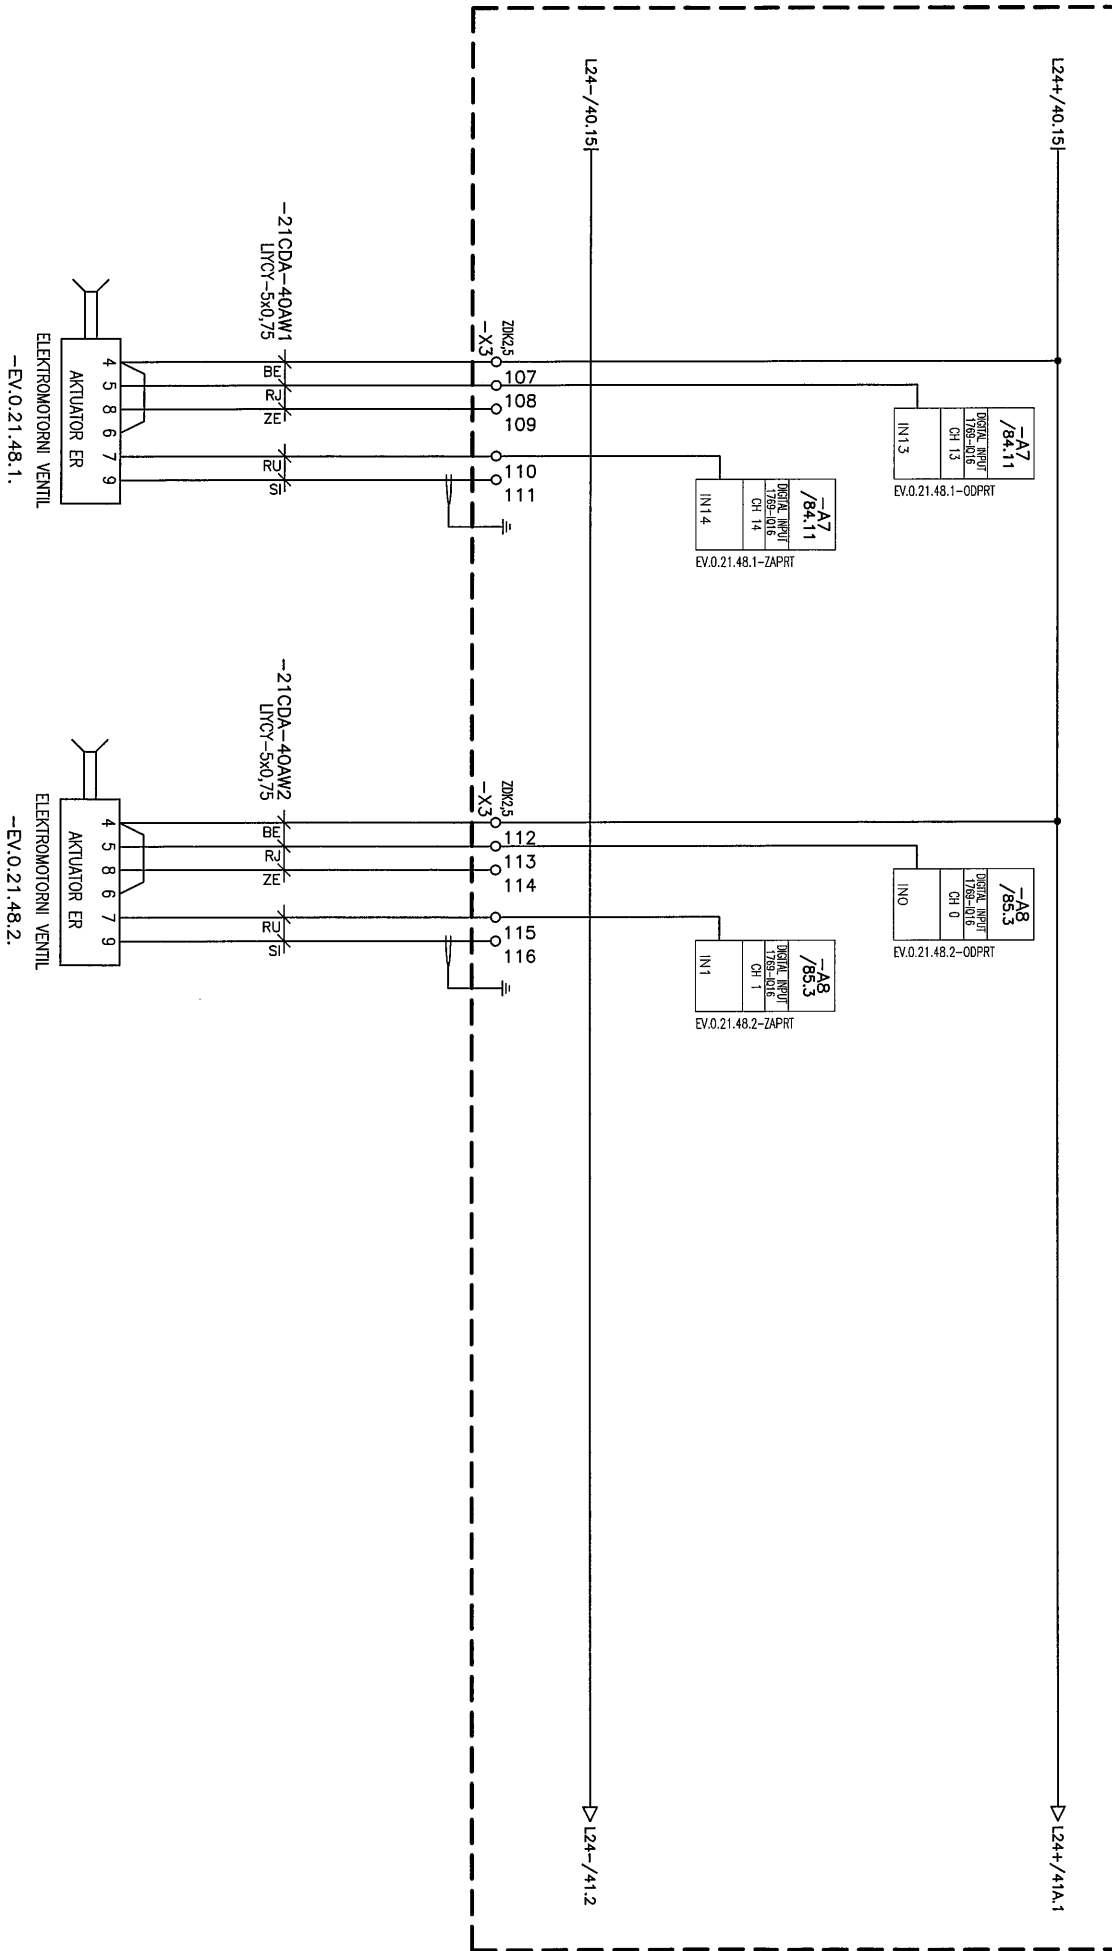 L24+/40.15
L24+/41A.1
-A7
/84.11
DIGITAL INPUT
1769-IQ16
CH 13
IN13
EV.0.21.48.1-ODPRT
-A8
/85.3
DIGITAL INPUT
1769-IQ16
CH 0
IN0
EV.0.21.48.2-ODPRT
-A7
/84.11
DIGITAL INPUT
1769-IQ16
CH 14
IN14
EV.0.21.48.1-ZAPRT
-A8
/85.3
DIGITAL INPUT
1769-IQ16
CH 1
IN1
EV.0.21.48.2-ZAPRT
L24-/40.15
L24-/41.2
ZDK2,5
-X3
107
108
109
110
111
ZDK2,5
-X3
112
113
114
115
116
-21CDA-40AW1
LIYCY-5x0,75
BE
RJ
ZE
RU
SI
-21CDA-40AW2
LIYCY-5x0,75
BE
RJ
ZE
RU
SI
4 5 8 6 7 9
AKTUATOR ER
ELEKTROMOTORNI VENTIL
-EV.0.21.48.1.
4 5 8 6 7 9
AKTUATOR ER
ELEKTROMOTORNI VENTIL
-EV.0.21.48.2.